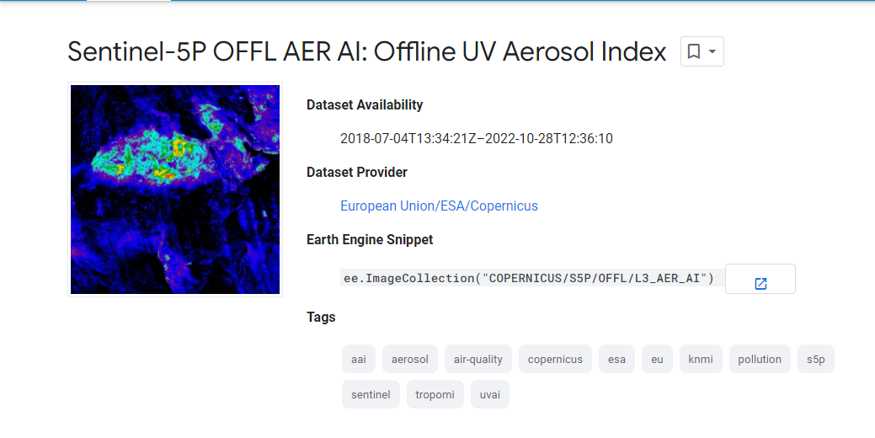 Sentinel-5P OFFL AER AI: Offline UV Aerosol Index
Dataset Availability
2018-07-04T13:34:21Z–2022-10-28T12:36:10
Dataset Provider
European Union/ESA/Copernicus
Earth Engine Snippet
ee.ImageCollection("COPERNICUS/S5P/OFFL/L3_AER_AI")
Tags
aai aerosol air-quality copernicus esa eu knmi pollution s5p
sentinel tropomi uvai